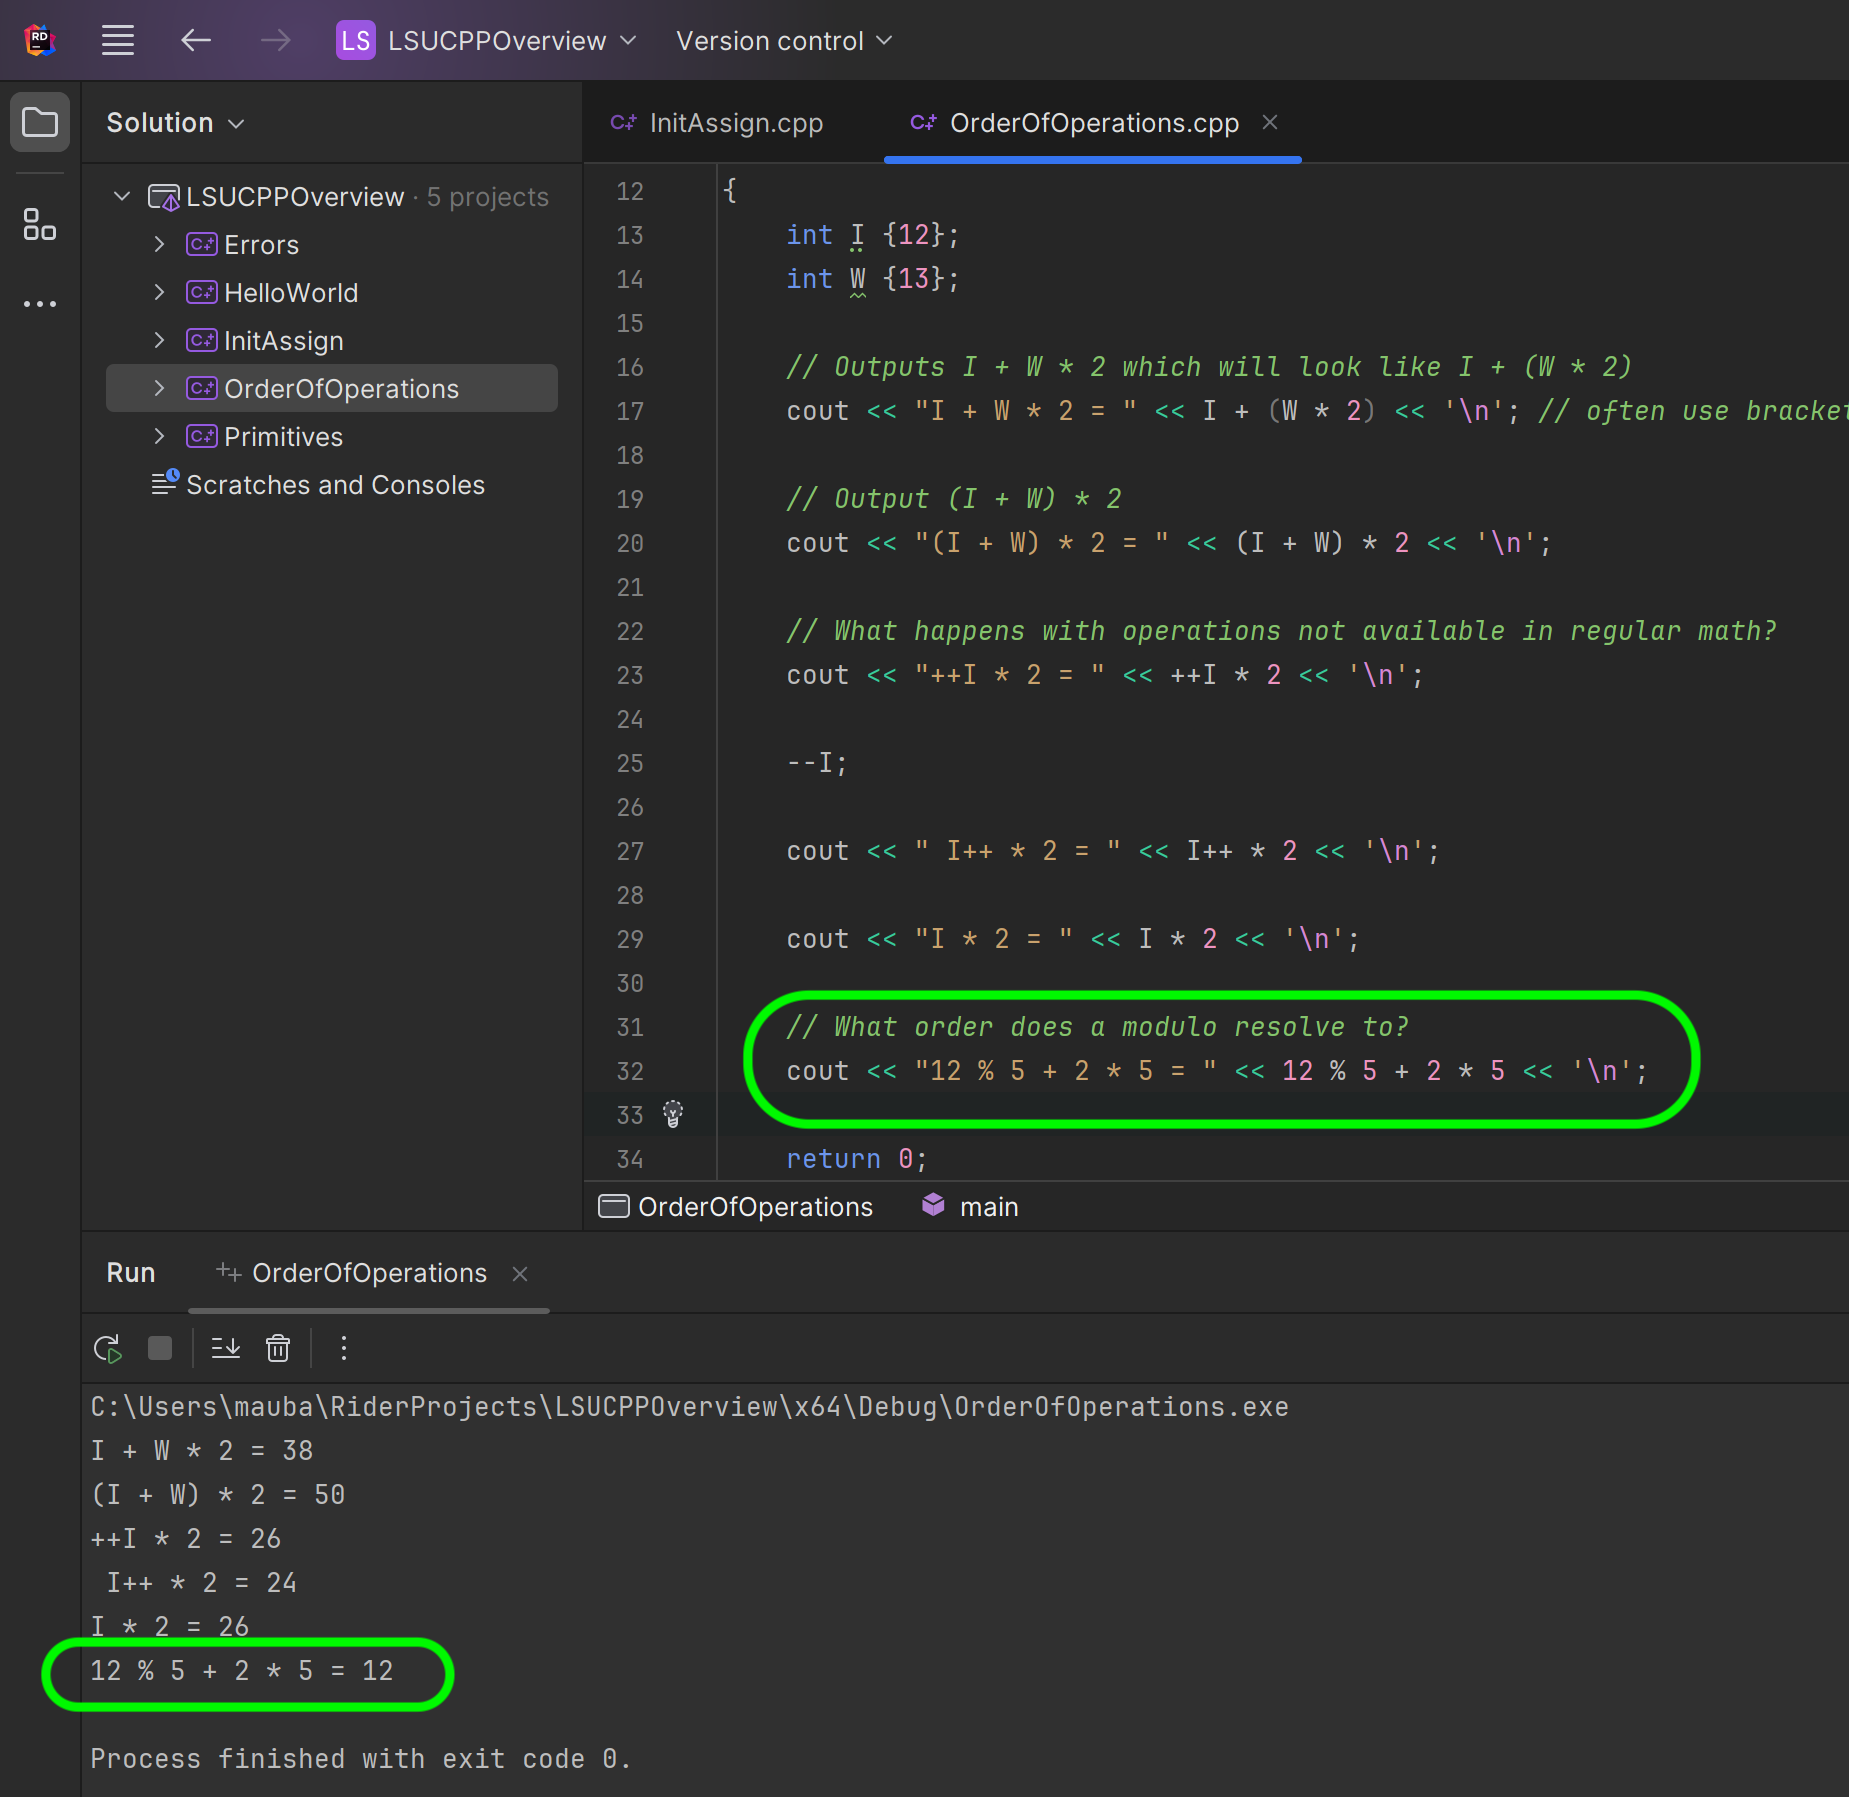 RD
LS LSUCPPOverview Version control
Solution
LSUCPPOverview · 5 projects
Errors
HelloWorld
InitAssign
OrderOfOperations
Primitives
Scratches and Consoles
InitAssign.cpp
OrderOfOperations.cpp
12 {
13 int I {12};
14 int W {13};
15
16 // Outputs I + W * 2 which will look like I + (W * 2)
17 cout << "I + W * 2 = " << I + (W * 2) << '\n'; // often use bracket
18
19 // Output (I + W) * 2
20 cout << "(I + W) * 2 = " << (I + W) * 2 << '\n';
21
22 // What happens with operations not available in regular math?
23 cout << "++I * 2 = " << ++I * 2 << '\n';
24
25 --I;
26
27 cout << " I++ * 2 = " << I++ * 2 << '\n';
28
29 cout << "I * 2 = " << I * 2 << '\n';
30
31 // What order does a modulo resolve to?
32 cout << "12 % 5 + 2 * 5 = " << 12 % 5 + 2 * 5 << '\n';
33
34 return 0;
OrderOfOperations main
Run OrderOfOperations
C:\Users\mauba\RiderProjects\LSUCPPOverview\x64\Debug\OrderOfOperations.exe
I + W * 2 = 38
(I + W) * 2 = 50
++I * 2 = 26
 I++ * 2 = 24
I * 2 = 26
12 % 5 + 2 * 5 = 12
Process finished with exit code 0.